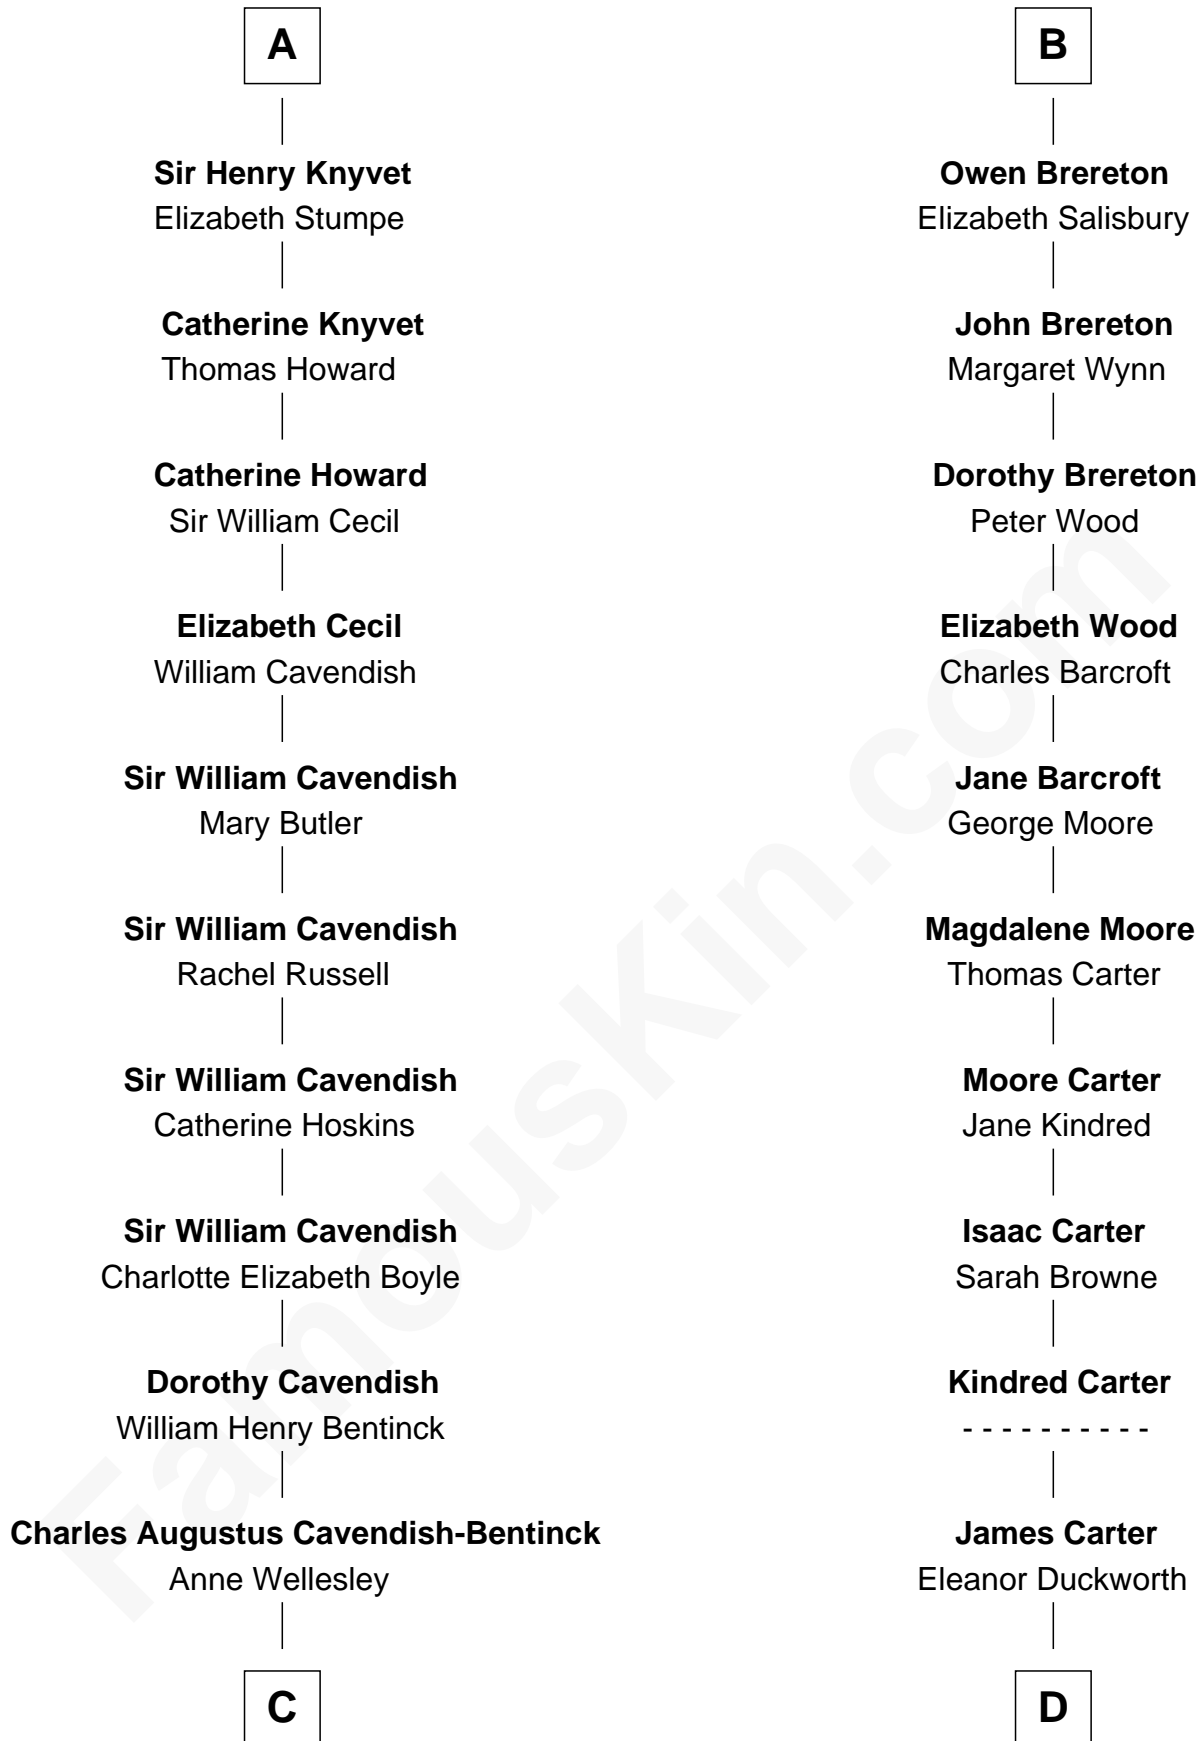 A
Sir Henry Knyvet
Elizabeth Stumpe
Catherine Knyvet
Thomas Howard
Catherine Howard
Sir William Cecil
Elizabeth Cecil
William Cavendish
Sir William Cavendish
Mary Butler
Sir William Cavendish
Rachel Russell
Sir William Cavendish
Catherine Hoskins
Sir William Cavendish
Charlotte Elizabeth Boyle
Dorothy Cavendish
William Henry Bentinck
Charles Augustus Cavendish-Bentinck
Anne Wellesley
C
B
Owen Brereton
Elizabeth Salisbury
John Brereton
Margaret Wynn
Dorothy Brereton
Peter Wood
Elizabeth Wood
Charles Barcroft
Jane Barcroft
George Moore
Magdalene Moore
Thomas Carter
Moore Carter
Jane Kindred
Isaac Carter
Sarah Browne
Kindred Carter
- - - - - - - - - -
James Carter
Eleanor Duckworth
D
FamousKin.com